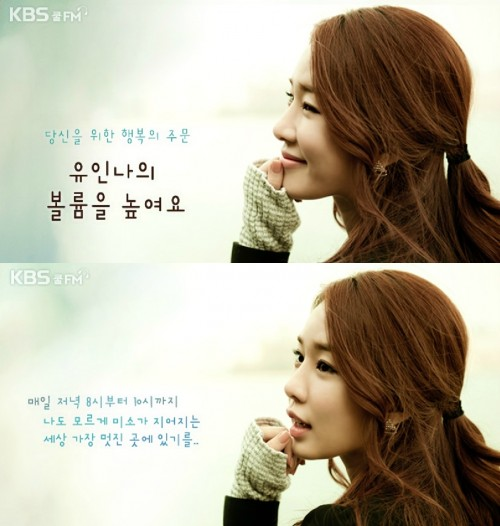 KBS 쿨FM
당신을 위한 행복의 주문
유인나의
볼륨을 높여요
KBS 쿨FM
매일 저녁 8시부터 10시까지
나도 모르게 미소가 지어지는
세상 가장 멋진 곳에 있기를..